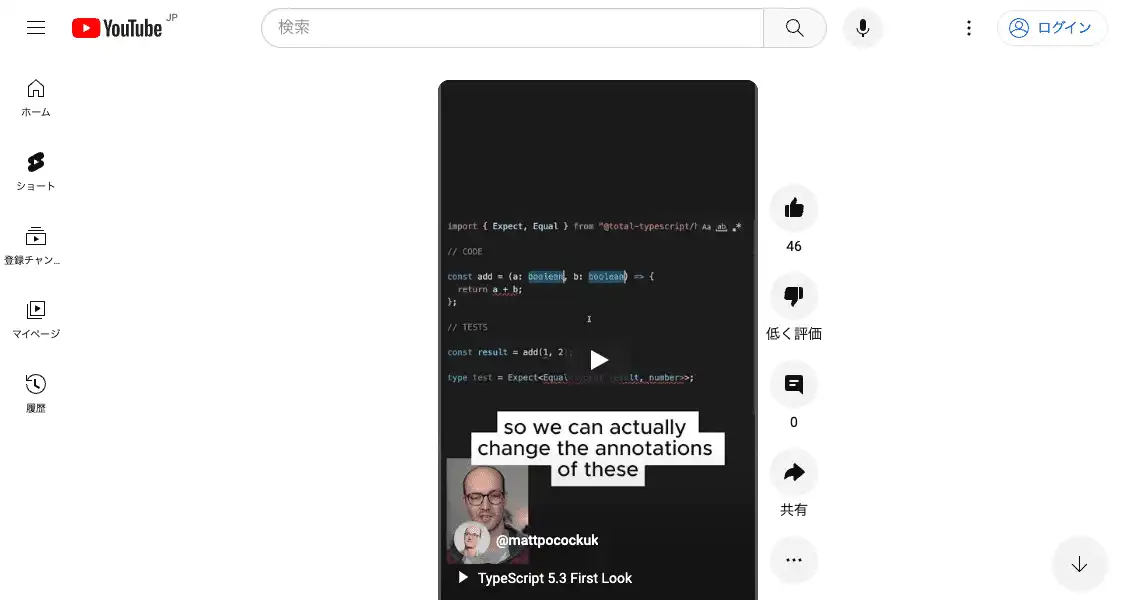 YouTube JP
検索
ログイン
ホーム
ショート
登録チャン...
マイページ
履歴
import { Expect, Equal } from "@total-typescript/
Aa ab .*
// CODE
const add = (a: boolean, b: boolean) => {
return a + b;
};
// TESTS
const result = add(1, 2
type test = Expect<Equal result, number>>;
so we can actually
change the annotations
of these
@mattpocockuk
TypeScript 5.3 First Look
46
低く評価
0
共有